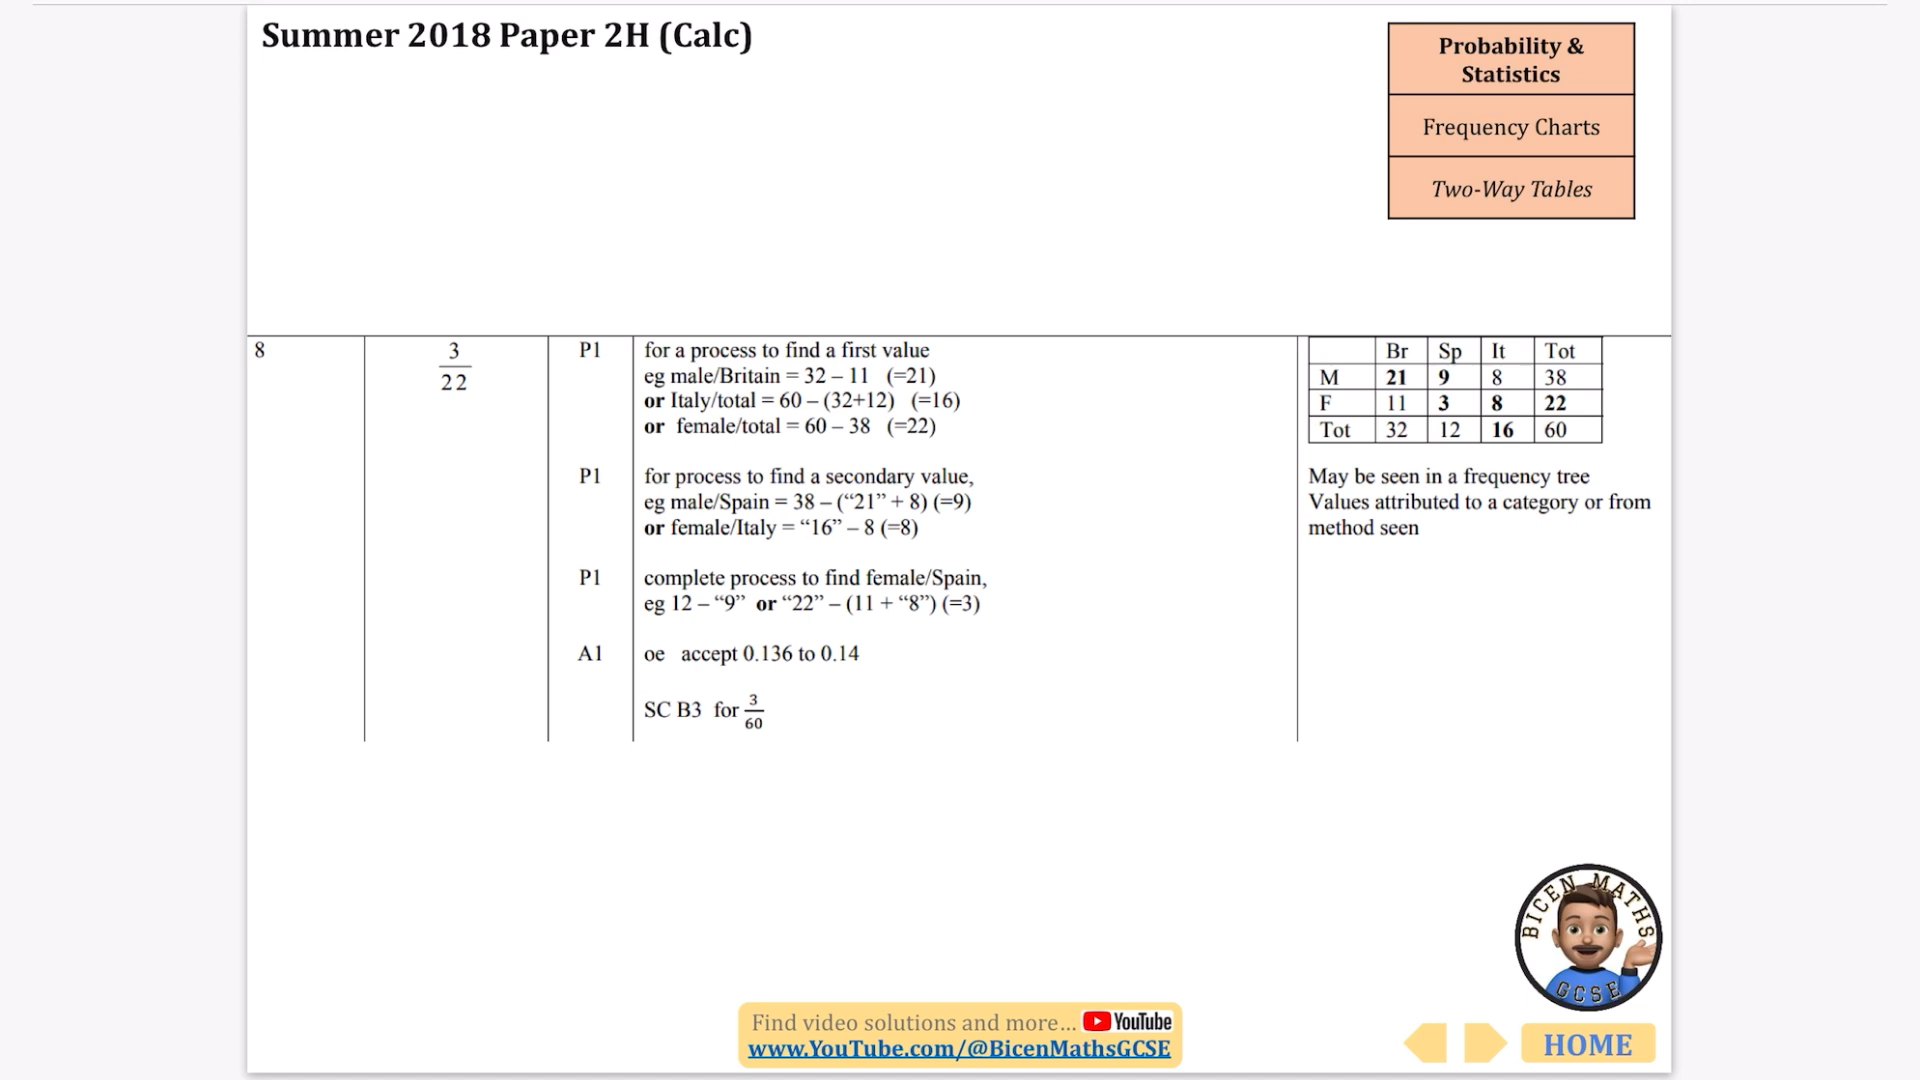 Summer 2018 Paper 2H (Calc)
Probability &
Statistics
Frequency Charts
Two-Way Tables
8
3
22
P1
for a process to find a first value
eg male/Britain = 32 – 11 (=21)
or Italy/total = 60 – (32+12) (=16)
or female/total = 60 – 38 (=22)
P1
for process to find a secondary value,
eg male/Spain = 38 – (“21” + 8) (=9)
or female/Italy = “16” – 8 (=8)
P1
complete process to find female/Spain,
eg 12 – “9” or “22” – (11 + “8”) (=3)
A1
oe accept 0.136 to 0.14
SC B3 for 3/60
Br Sp It Tot
M 21 9 8 38
F 11 3 8 22
Tot 32 12 16 60
May be seen in a frequency tree
Values attributed to a category or from
method seen
BICEN MATHS
GCSE
Find video solutions and more... YouTube
www.YouTube.com/@BicenMathsGCSE
HOME